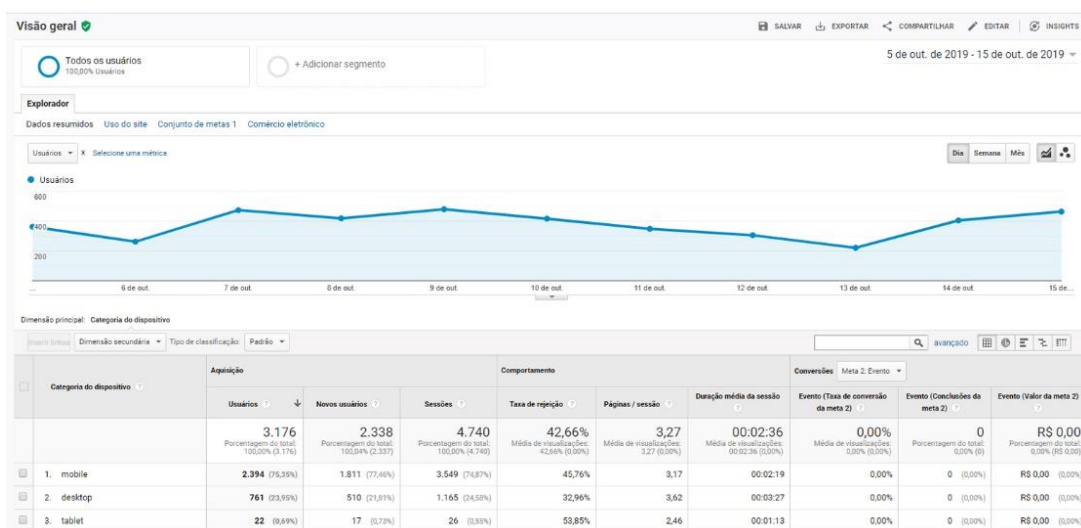 Visão geral
SALVAR EXPORTAR COMPARTILHAR EDITAR INSIGHTS
Todos os usuários
100,00% Usuários
+ Adicionar segmento
5 de out. de 2019 - 15 de out. de 2019
Explorador
Dados resumidos Uso do site Conjunto de metas 1 Comércio eletrônico
Usuários X Selecione uma métrica
Dia Semana Mês
Usuários
600
400
200
... 6 de out. 7 de out. 8 de out. 9 de out. 10 de out. 11 de out. 12 de out. 13 de out. 14 de out. 15 de...
Dimensão principal: Categoria do dispositivo
Inserir linhas Dimensão secundária Tipo de classificação: Padrão
avançado
Categoria do dispositivo
Aquisição
Comportamento
Conversões Meta 2: Evento
Usuários Novos usuários Sessões Taxa de rejeição Páginas / sessão Duração média da sessão Evento (Taxa de conversão da meta 2) Evento (Conclusões da meta 2) Evento (Valor da meta 2)
3.176 2.338 4.740 42,66% 3,27 00:02:36 0,00% 0 R$ 0,00
Porcentagem do total: Porcentagem do total: Porcentagem do total: Média de visualizações: Média de visualizações: Média de visualizações: Média de visualizações: Porcentagem do total: Porcentagem do total:
100,00% (3.176) 100,04% (2.337) 100,00% (4.740) 42,66% (0,00%) 3,27 (0,00%) 00:02:36 (0,00%) 0,00% (0,00%) 0,00% (0) 0,00% (R$ 0,00)
1. mobile 2.394 (75,35%) 1.811 (77,46%) 3.549 (74,87%) 45,76% 3,17 00:02:19 0,00% 0 (0,00%) R$ 0,00 (0,00%)
2. desktop 761 (23,95%) 510 (21,81%) 1.165 (24,58%) 32,96% 3,62 00:03:27 0,00% 0 (0,00%) R$ 0,00 (0,00%)
3. tablet 22 (0,69%) 17 (0,73%) 26 (0,55%) 53,85% 2,46 00:01:13 0,00% 0 (0,00%) R$ 0,00 (0,00%)